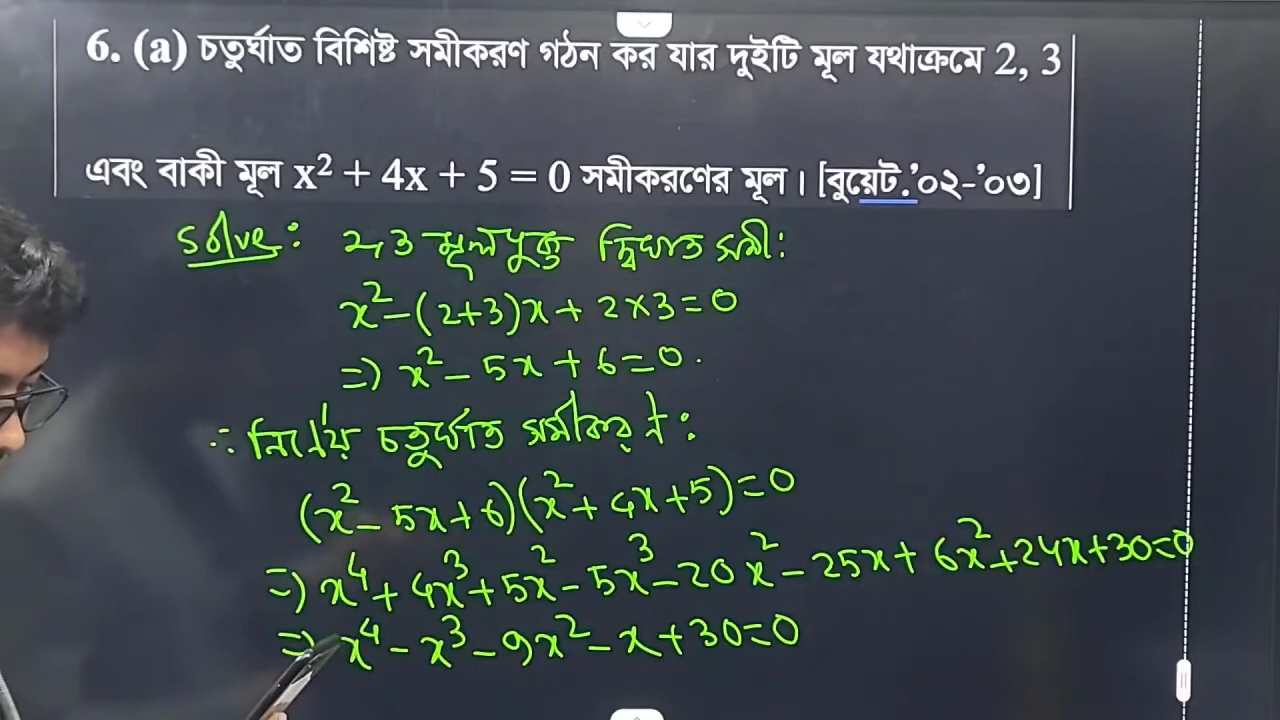 6. (a) চতুর্ঘাত বিশিষ্ট সমীকরণ গঠন কর যার দুইটি মূল যথাক্রমে 2, 3
এবং বাকী মূল x² + 4x + 5 = 0 সমীকরণের মূল। [বুয়েট.'০২-'০৩]
Solve: 2,3 মূলযুক্ত দ্বিঘাত সমী:
x² - (2+3)x + 2×3 = 0
⇒ x² - 5x + 6 = 0.
∴ নির্ণেয় চতুর্ঘাত সমীকরণ:
(x² - 5x + 6)(x² + 4x + 5) = 0
⇒ x⁴ + 4x³ + 5x² - 5x³ - 20x² - 25x + 6x² + 24x + 30 = 0
⇒ x⁴ - x³ - 9x² - x + 30 = 0